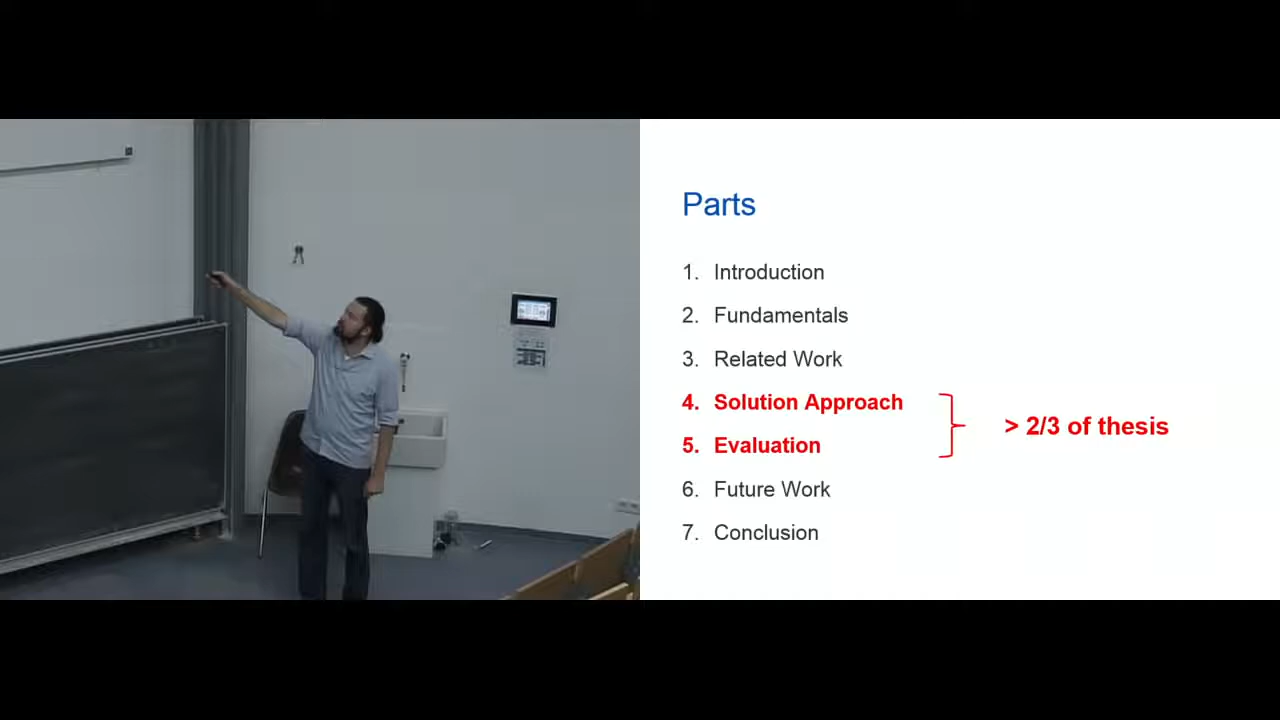 Parts
1. Introduction
2. Fundamentals
3. Related Work
4. Solution Approach
5. Evaluation
> 2/3 of thesis
6. Future Work
7. Conclusion